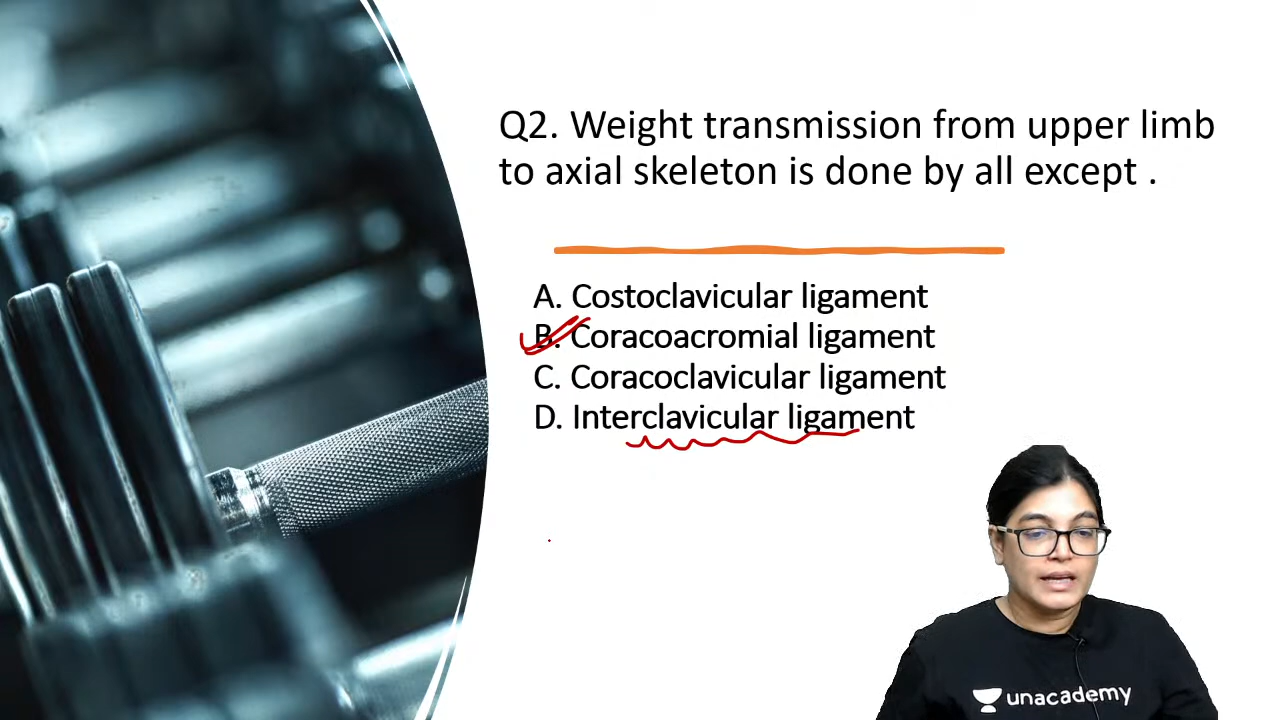 Q2. Weight transmission from upper limb
to axial skeleton is done by all except .
A. Costoclavicular ligament
B. Coracoacromial ligament
C. Coracoclavicular ligament
D. Interclavicular ligament
unacademy